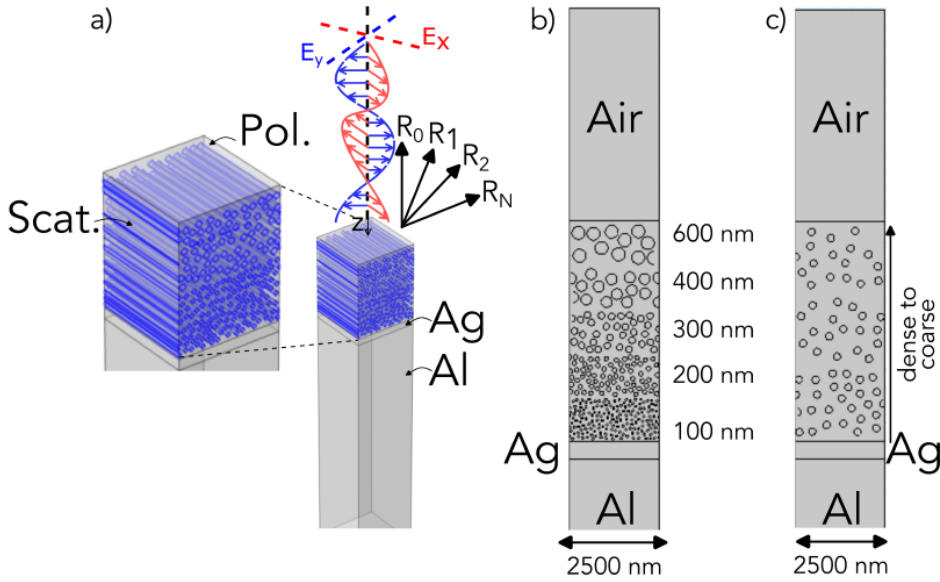 a)
Pol.
Scat.
Ey
Ex
R0
R1
R2
RN
z
Ag
Al
b)
Air
600 nm
400 nm
300 nm
200 nm
100 nm
Ag
Al
2500 nm
c)
Air
dense to
coarse
Ag
Al
2500 nm